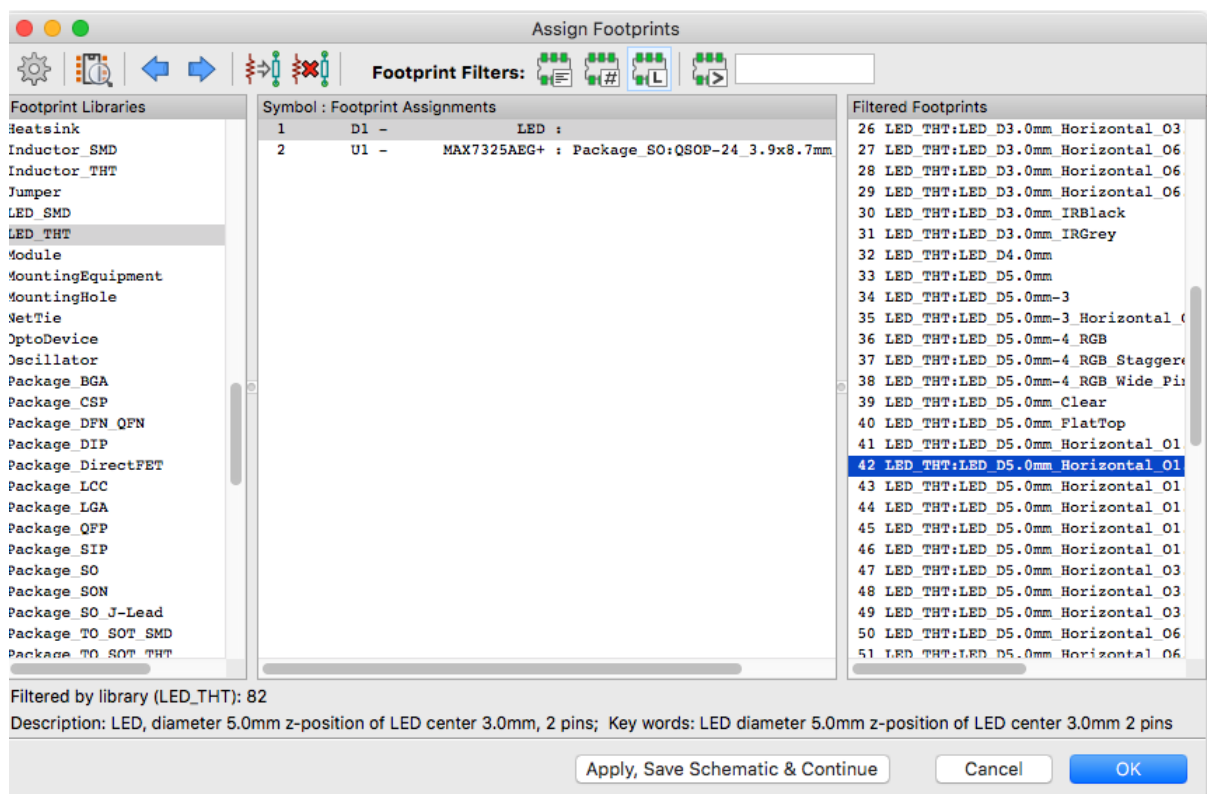 Assign Footprints
Footprint Filters:
Footprint Libraries
Heatsink
Inductor_SMD
Inductor_THT
Jumper
LED_SMD
LED_THT
Module
MountingEquipment
MountingHole
NetTie
OptoDevice
Oscillator
Package_BGA
Package_CSP
Package_DFN_QFN
Package_DIP
Package_DirectFET
Package_LCC
Package_LGA
Package_QFP
Package_SIP
Package_SO
Package_SON
Package_SO_J-Lead
Package_TO_SOT_SMD
Package_TO_SOT_THT
Symbol : Footprint Assignments
1 D1 - LED :
2 U1 - MAX7325AEG+ : Package_SO:QSOP-24_3.9x8.7mm_
Filtered Footprints
26 LED_THT:LED_D3.0mm_Horizontal_O3
27 LED_THT:LED_D3.0mm_Horizontal_O6
28 LED_THT:LED_D3.0mm_Horizontal_O6
29 LED_THT:LED_D3.0mm_Horizontal_O6
30 LED_THT:LED_D3.0mm_IRBlack
31 LED_THT:LED_D3.0mm_IRGrey
32 LED_THT:LED_D4.0mm
33 LED_THT:LED_D5.0mm
34 LED_THT:LED_D5.0mm-3
35 LED_THT:LED_D5.0mm-3_Horizontal_
36 LED_THT:LED_D5.0mm-4_RGB
37 LED_THT:LED_D5.0mm-4_RGB_Staggere
38 LED_THT:LED_D5.0mm-4_RGB_Wide_Pi
39 LED_THT:LED_D5.0mm_Clear
40 LED_THT:LED_D5.0mm_FlatTop
41 LED_THT:LED_D5.0mm_Horizontal_O1
42 LED_THT:LED_D5.0mm_Horizontal_O1
43 LED_THT:LED_D5.0mm_Horizontal_O1
44 LED_THT:LED_D5.0mm_Horizontal_O1
45 LED_THT:LED_D5.0mm_Horizontal_O1
46 LED_THT:LED_D5.0mm_Horizontal_O1
47 LED_THT:LED_D5.0mm_Horizontal_O3
48 LED_THT:LED_D5.0mm_Horizontal_O3
49 LED_THT:LED_D5.0mm_Horizontal_O3
50 LED_THT:LED_D5.0mm_Horizontal_O6
51 LED_THT:LED_D5.0mm_Horizontal_O6
Filtered by library (LED_THT): 82
Description: LED, diameter 5.0mm z-position of LED center 3.0mm, 2 pins; Key words: LED diameter 5.0mm z-position of LED center 3.0mm 2 pins
Apply, Save Schematic & Continue
Cancel
OK